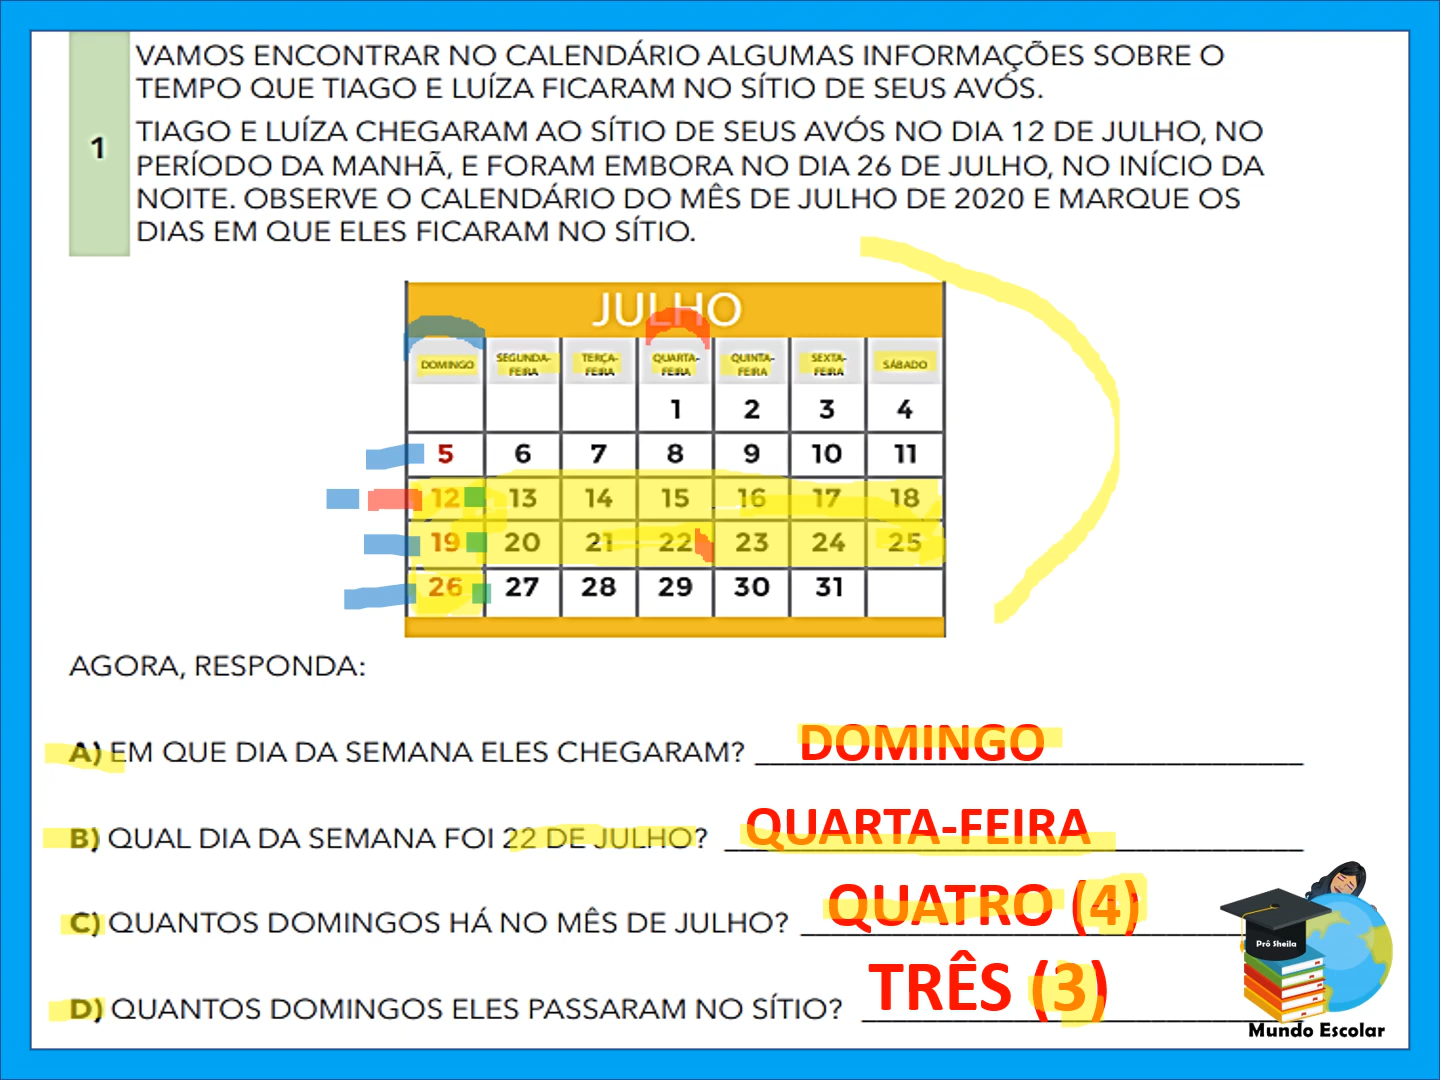 VAMOS ENCONTRAR NO CALENDÁRIO ALGUMAS INFORMAÇÕES SOBRE O
TEMPO QUE TIAGO E LUÍZA FICARAM NO SÍTIO DE SEUS AVÓS.
1
TIAGO E LUÍZA CHEGARAM AO SÍTIO DE SEUS AVÓS NO DIA 12 DE JULHO, NO
PERÍODO DA MANHÃ, E FORAM EMBORA NO DIA 26 DE JULHO, NO INÍCIO DA
NOITE. OBSERVE O CALENDÁRIO DO MÊS DE JULHO DE 2020 E MARQUE OS
DIAS EM QUE ELES FICARAM NO SÍTIO.
JULHO
DOMINGO SEGUNDA-FEIRA TERÇA-FEIRA QUARTA-FEIRA QUINTA-FEIRA SEXTA-FEIRA SÁBADO
1 2 3 4
5 6 7 8 9 10 11
12 13 14 15 16 17 18
19 20 21 22 23 24 25
26 27 28 29 30 31
AGORA, RESPONDA:
A) EM QUE DIA DA SEMANA ELES CHEGARAM? DOMINGO
B) QUAL DIA DA SEMANA FOI 22 DE JULHO? QUARTA-FEIRA
C) QUANTOS DOMINGOS HÁ NO MÊS DE JULHO? QUATRO (4)
D) QUANTOS DOMINGOS ELES PASSARAM NO SÍTIO? TRÊS (3)
Prô Sheila
Mundo Escolar